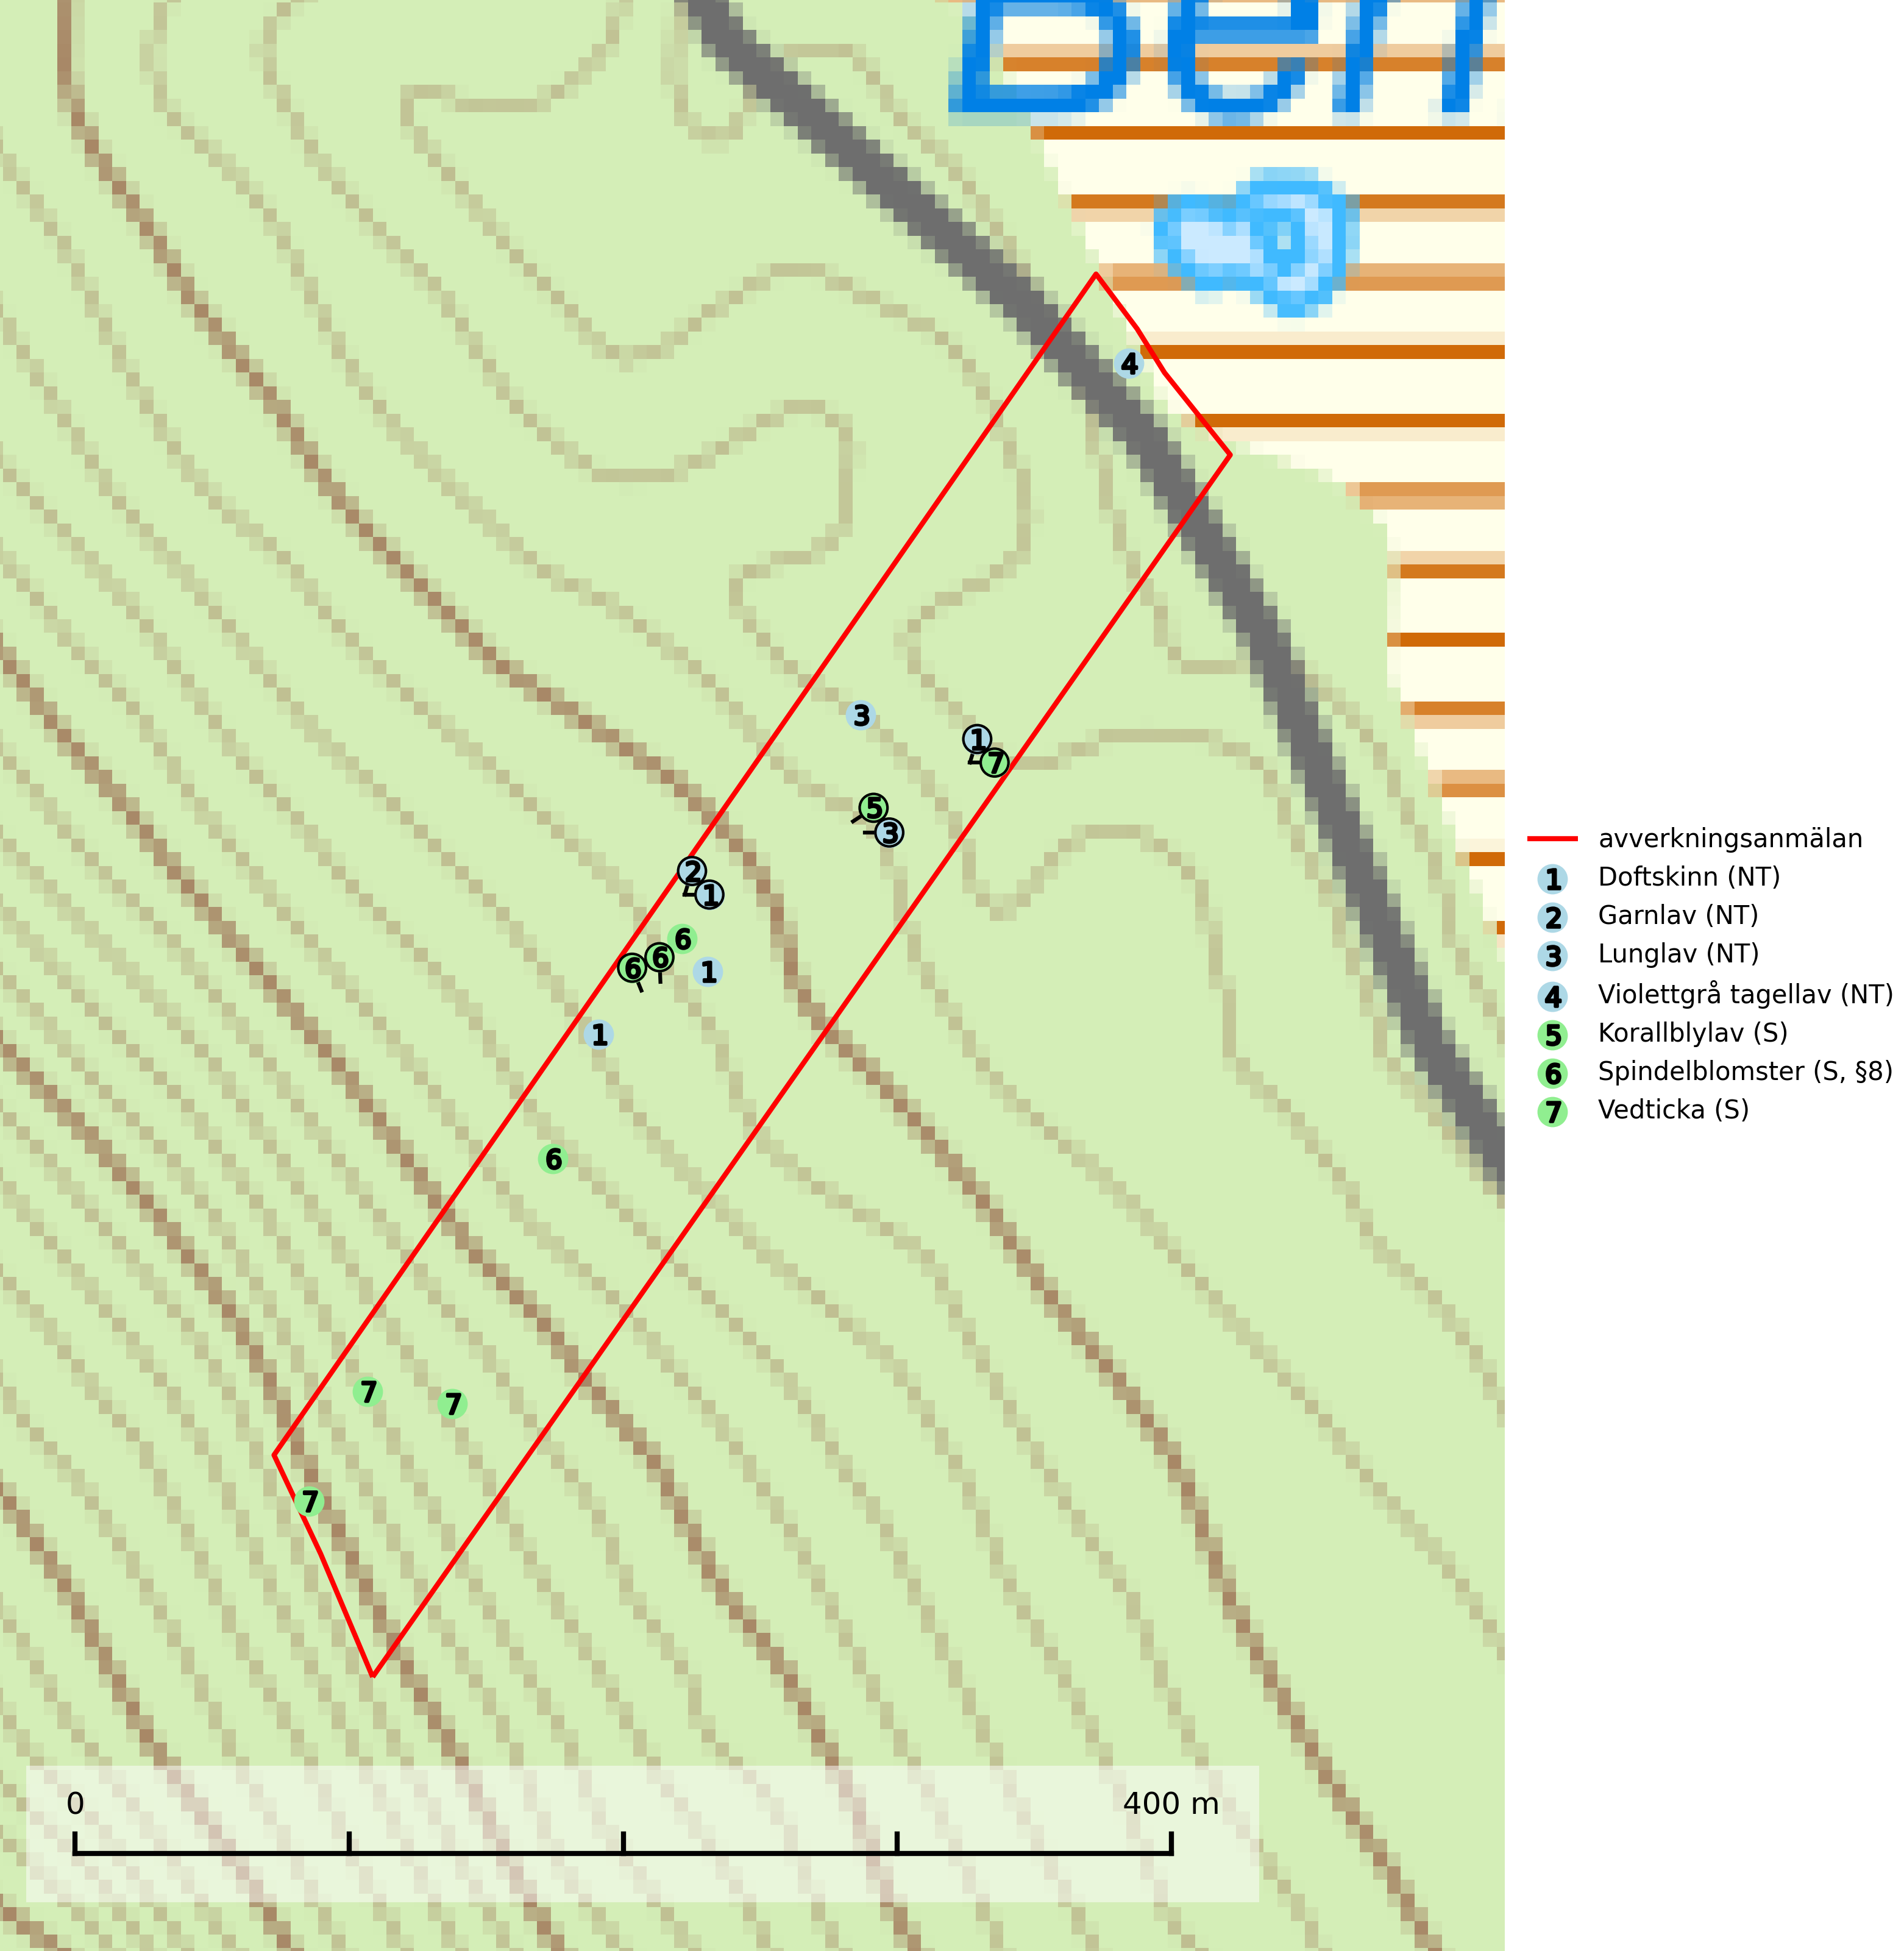 4
3
1
7
5
3
2
1
6
6
6
1
1
6
7
7
7
avverkningsanmälan
1 Doftskinn (NT)
2 Garnlav (NT)
3 Lunglav (NT)
4 Violettgrå tagellav (NT)
5 Korallblylav (S)
6 Spindelblomster (S, §8)
7 Vedticka (S)
0 400 m